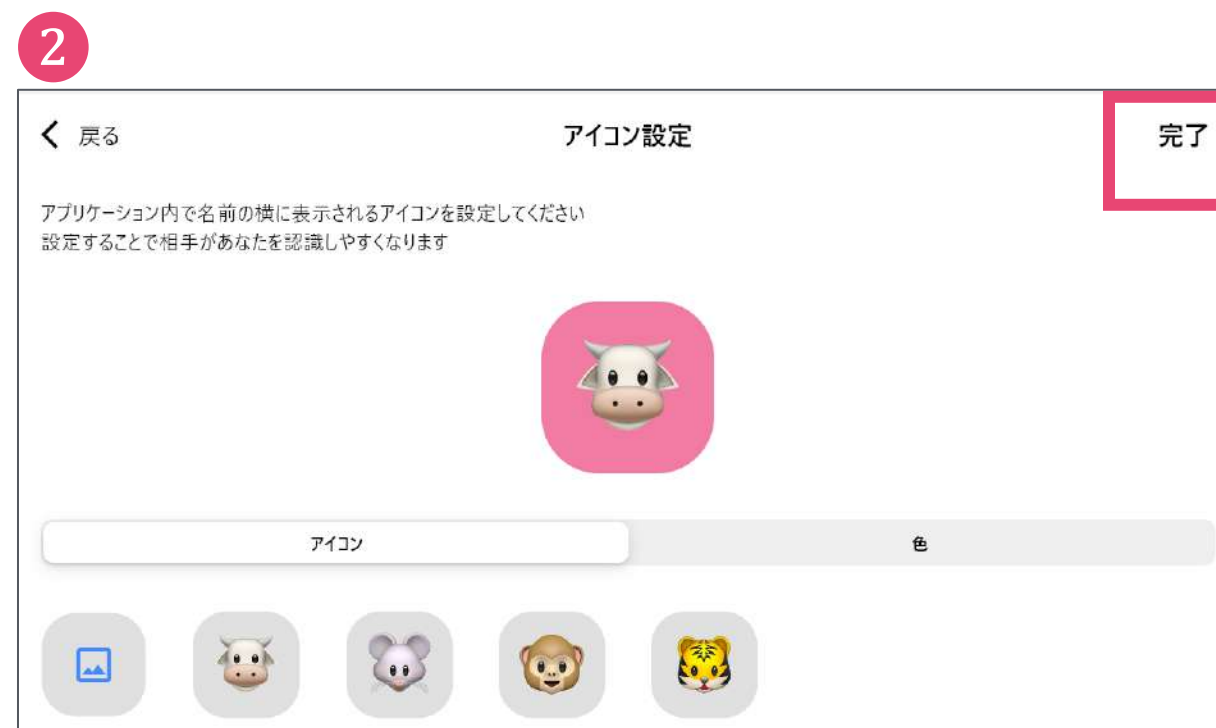 2
戻る
アイコン設定
完了
アプリケーション内で名前の横に表示されるアイコンを設定してください
設定することで相手があなたを認識しやすくなります
アイコン
色